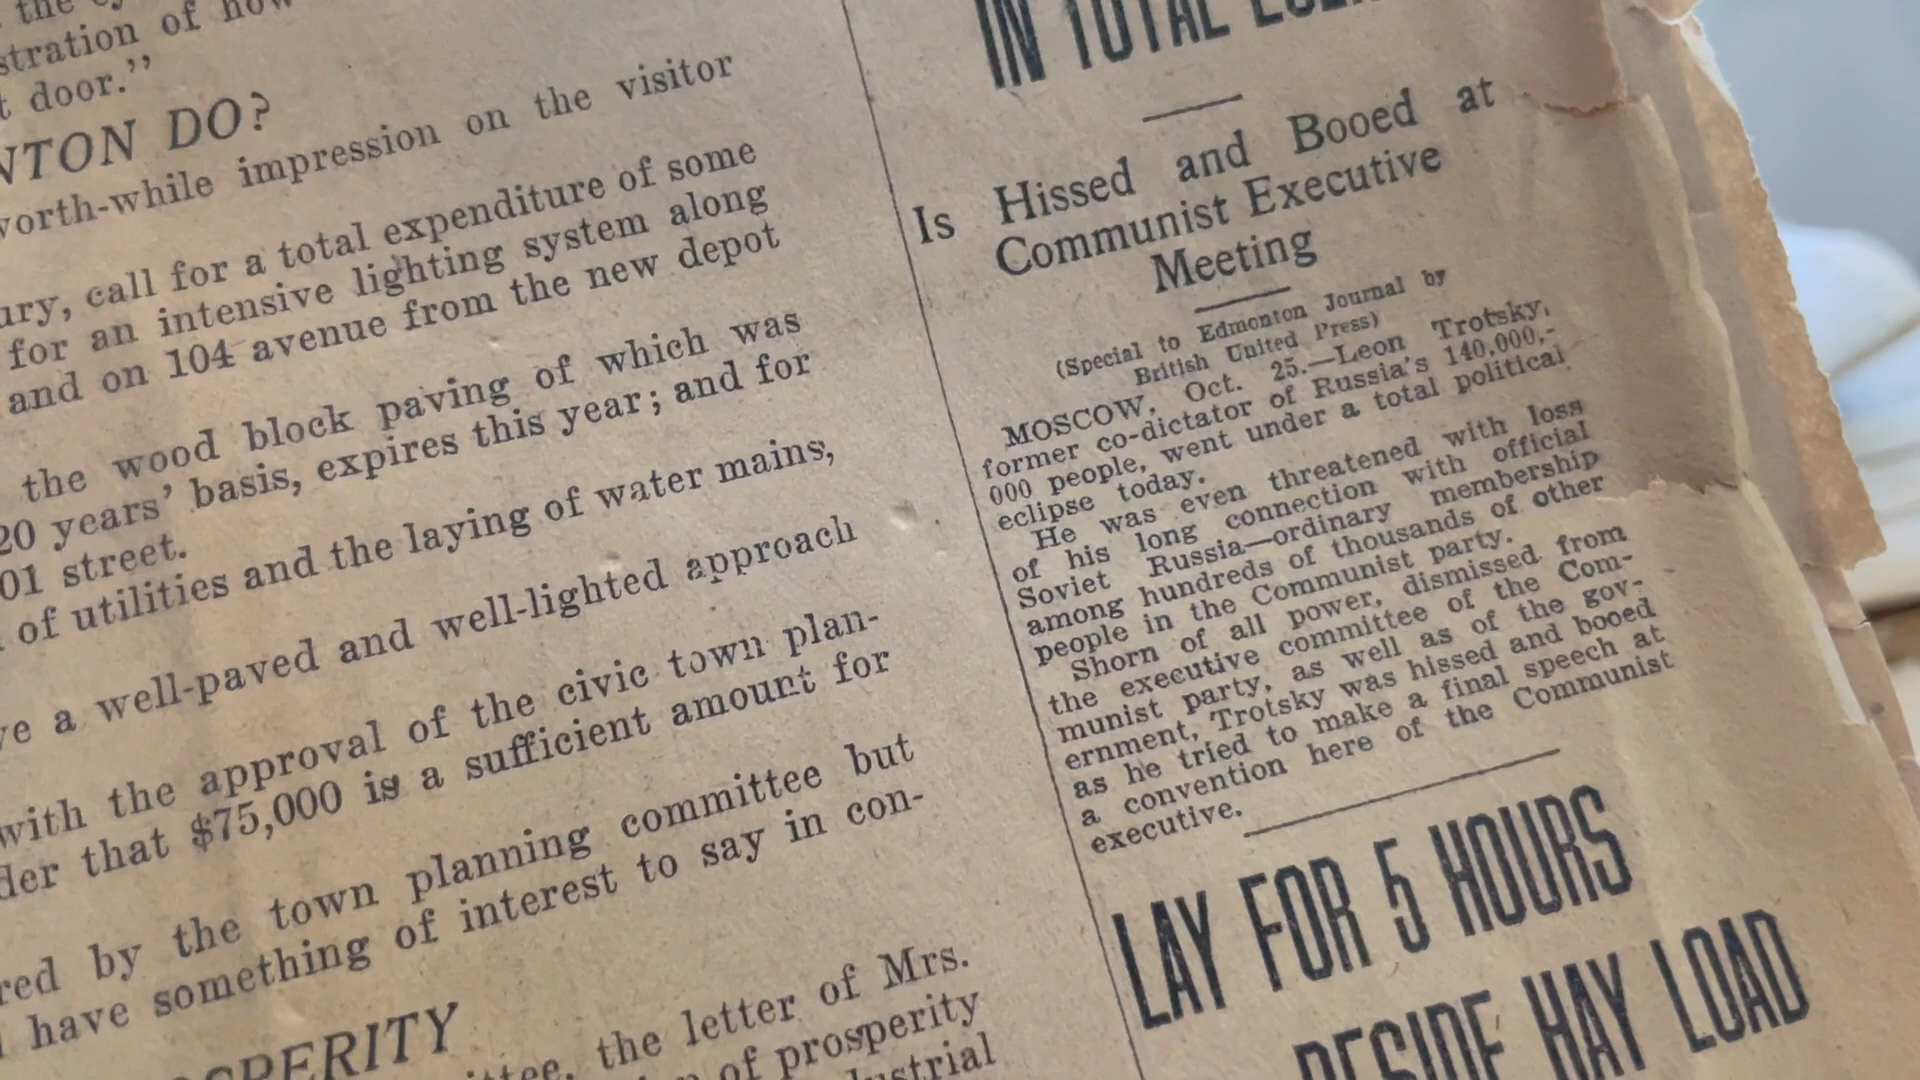 stration of how
door.”
NTON DO?
worth-while impression on the visitor
ury, call for a total expenditure of some
for an intensive lighting system along
and on 104 avenue from the new depot
the wood block paving of which was
20 years’ basis, expires this year; and for
01 street.
of utilities and the laying of water mains,
a well-paved and well-lighted approach
with the approval of the civic town plan-
that $75,000 is a sufficient amount for
by the town planning committee but
have something of interest to say in con-
the letter of Mrs.
of prosperity
IN TOTAL
Is Hissed and Booed at
Communist Executive
Meeting
(Special to Edmonton Journal by
British United Press)
MOSCOW, Oct. 25.—Leon Trotsky,
former co-dictator of Russia’s 140,000,-
000 people, went under a total political
eclipse today.
He was even threatened with loss
of his long connection with official
Soviet Russia—ordinary membership
among hundreds of thousands of other
people in the Communist party.
Shorn of all power, dismissed from
the executive committee of the Com-
munist party, as well as of the gov-
ernment, Trotsky was hissed and booed
as he tried to make a final speech at
a convention here of the Communist
executive.
LAY FOR 5 HOURS
BESIDE HAY LOAD